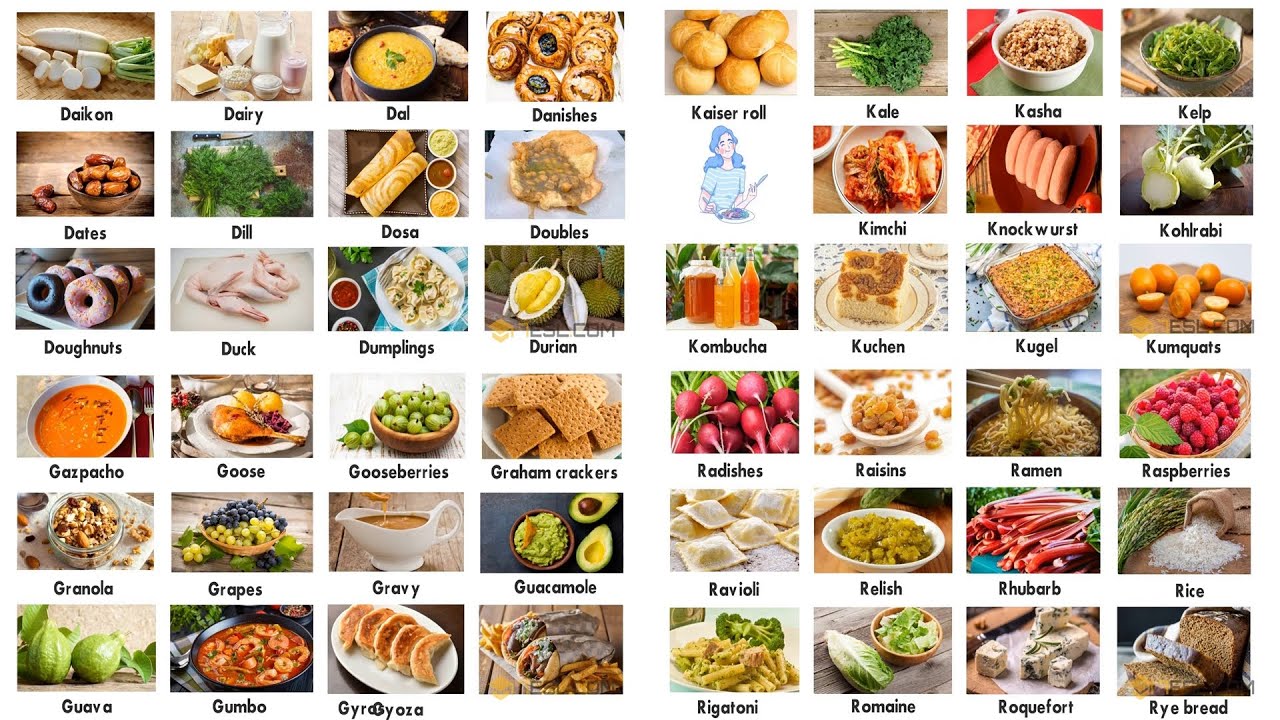 Daikon Dairy Dal Danishes Kaiser roll Kale Kasha Kelp
Dates Dill Dosa Doubles Kimchi Knockwurst Kohlrabi
7ESL.COM 7ESL.COM
Doughnuts Duck Dumplings Durian Kombucha Kuchen Kugel Kumquats
Gazpacho Goose Gooseberries Graham crackers Radishes Raisins Ramen Raspberries
Granola Grapes Gravy Guacamole Ravioli Relish Rhubarb Rice
7ESL.COM 7ESL.COM
Guava Gumbo Gyros Gyoza Rigatoni Romaine Roquefort Rye bread